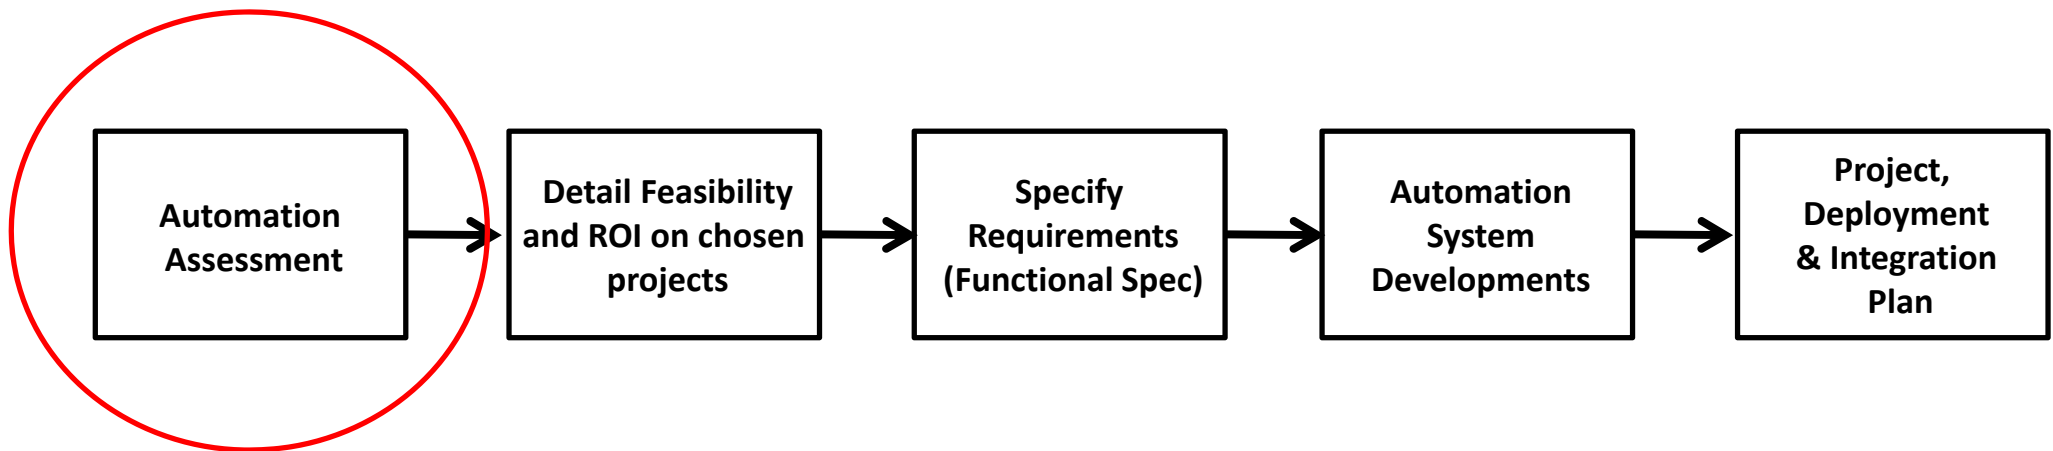 Automation
Assessment
Detail Feasibility
and ROI on chosen
projects
Specify
Requirements
(Functional Spec)
Automation
System
Developments
Project,
Deployment
& Integration
Plan